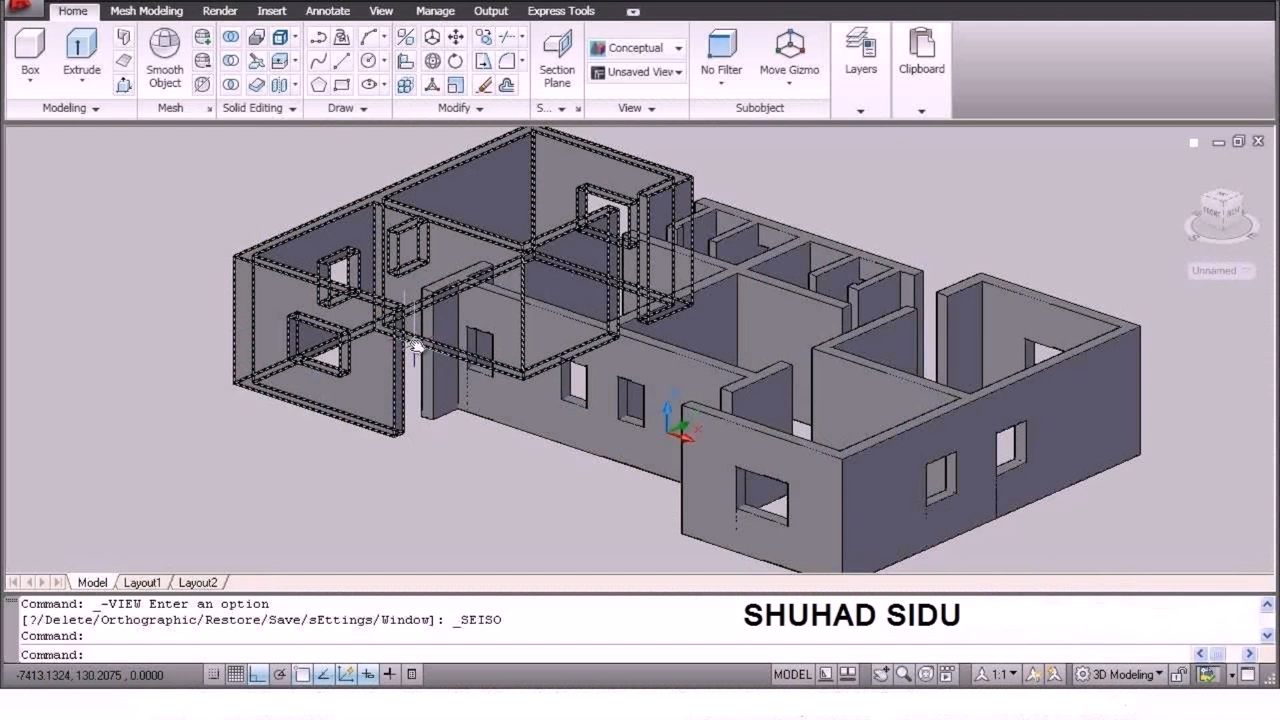 Home Mesh Modeling Render Insert Annotate View Manage Output Express Tools
Box Extrude Smooth Object Section Plane Conceptual Unsaved View No Filter Move Gizmo Layers Clipboard
Modeling Mesh Solid Editing Draw Modify S... View Subobject
Unnamed
Model Layout1 Layout2
Command: _-VIEW Enter an option
[?/Delete/Orthographic/Restore/Save/sEttings/Window]: _SEISO
Command:
SHUHAD SIDU
Command:
-7413.1324, 130.2075 , 0.0000 MODEL 1:1 3D Modeling